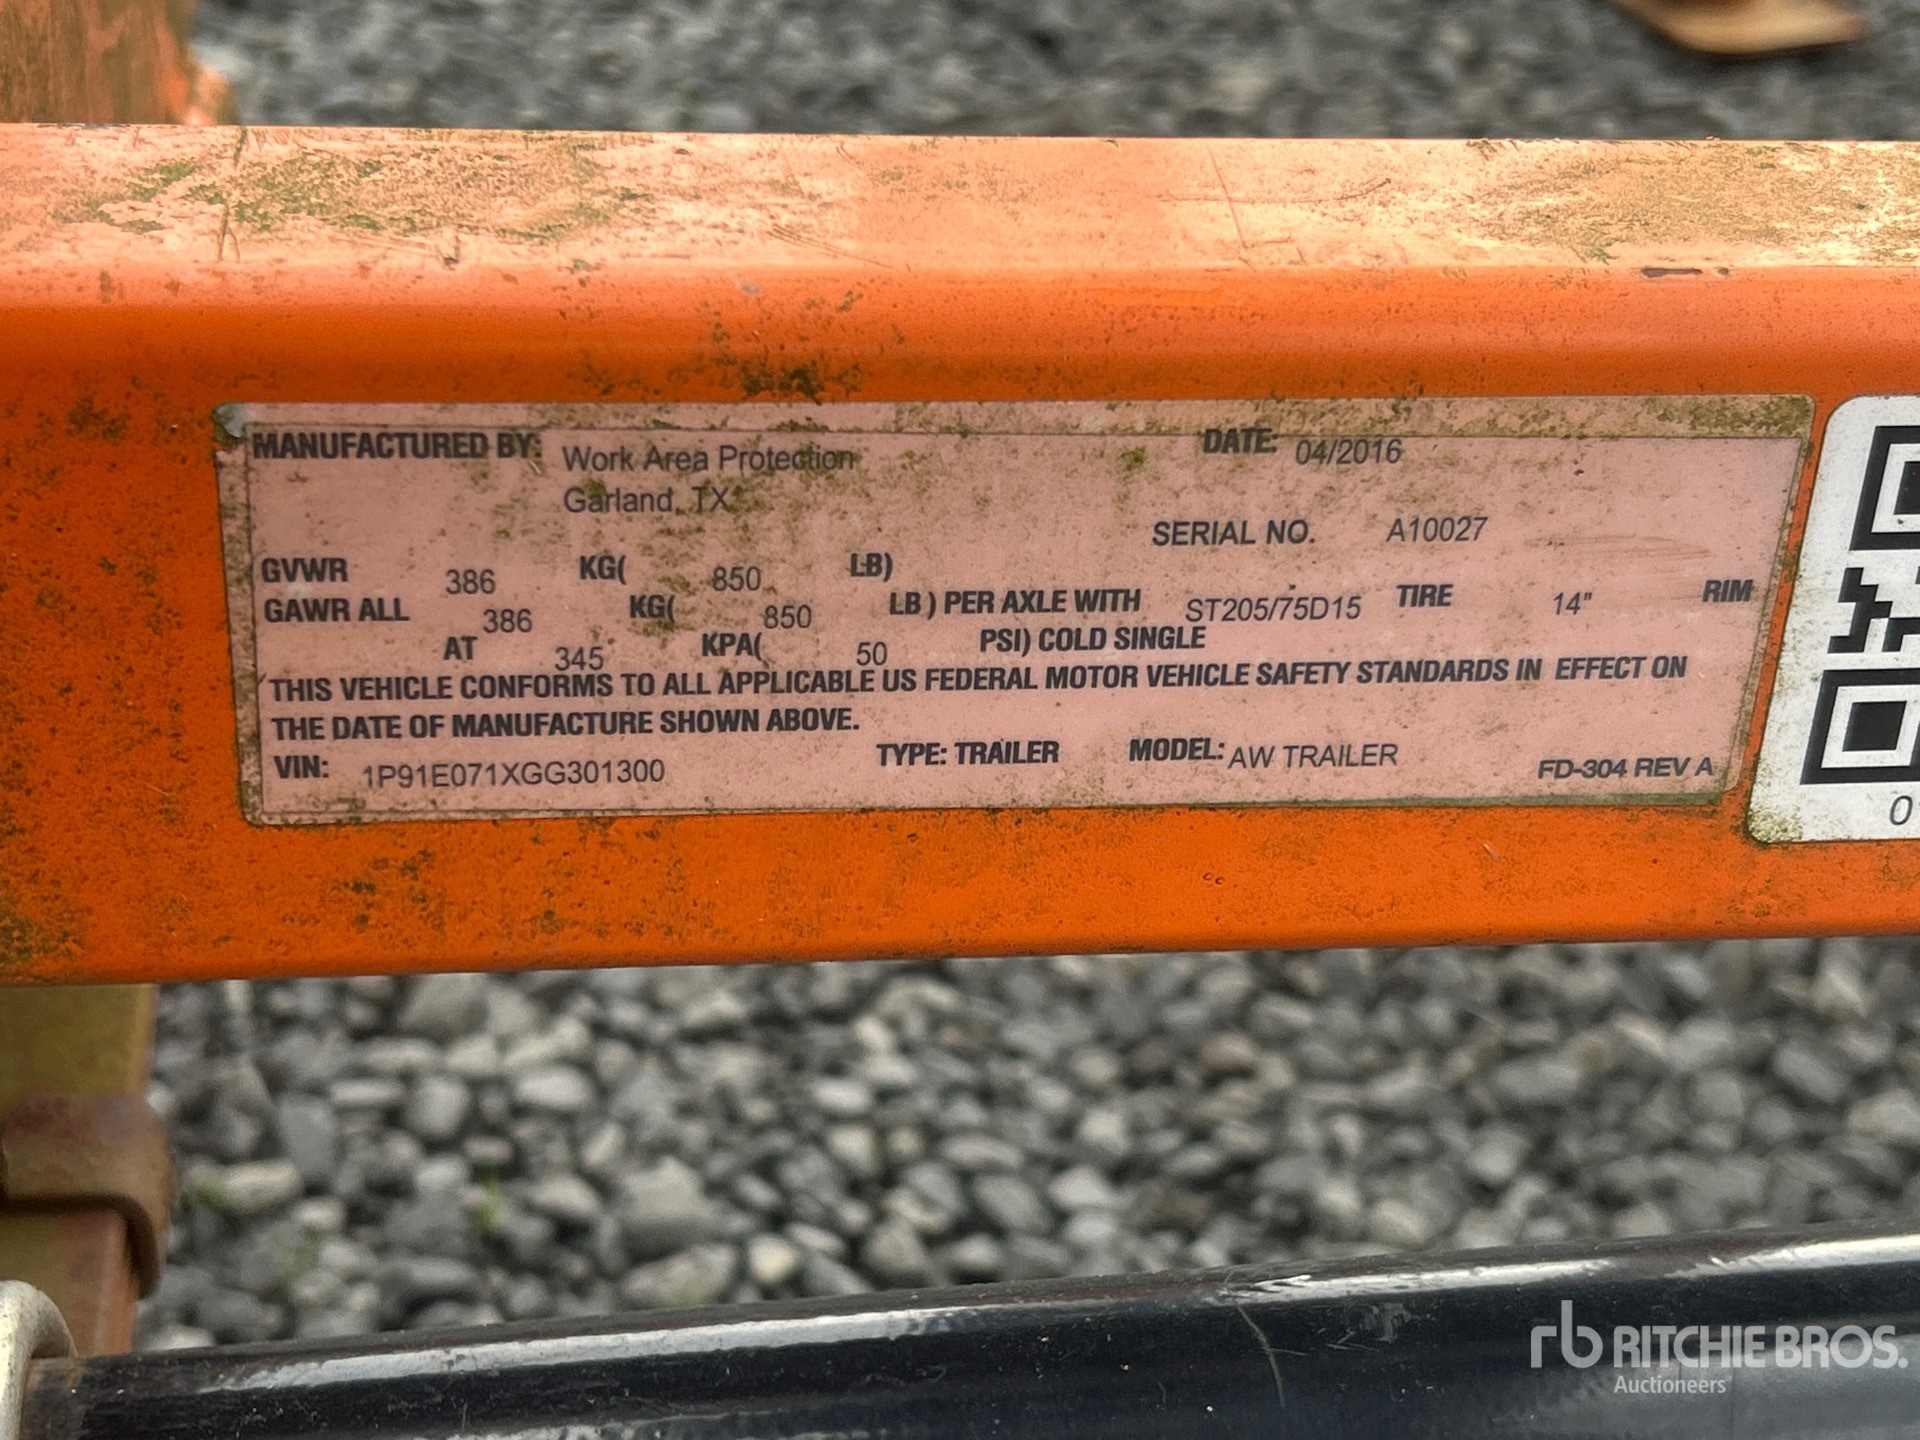 MANUFACTURED BY: Work Area Protection DATE: 04/2016
Garland, TX
SERIAL NO. A10027
GVWR 386 KG( 850 LB)
GAWR ALL 386 KG( 850 LB ) PER AXLE WITH ST205/75D15 TIRE 14" RIM
AT 345 KPA( 50 PSI) COLD SINGLE
THIS VEHICLE CONFORMS TO ALL APPLICABLE US FEDERAL MOTOR VEHICLE SAFETY STANDARDS IN EFFECT ON
THE DATE OF MANUFACTURE SHOWN ABOVE.
VIN: 1P91E071XGG301300 TYPE: TRAILER MODEL: AW TRAILER FD-304 REV A
0
rb RITCHIE BROS.
Auctioneers